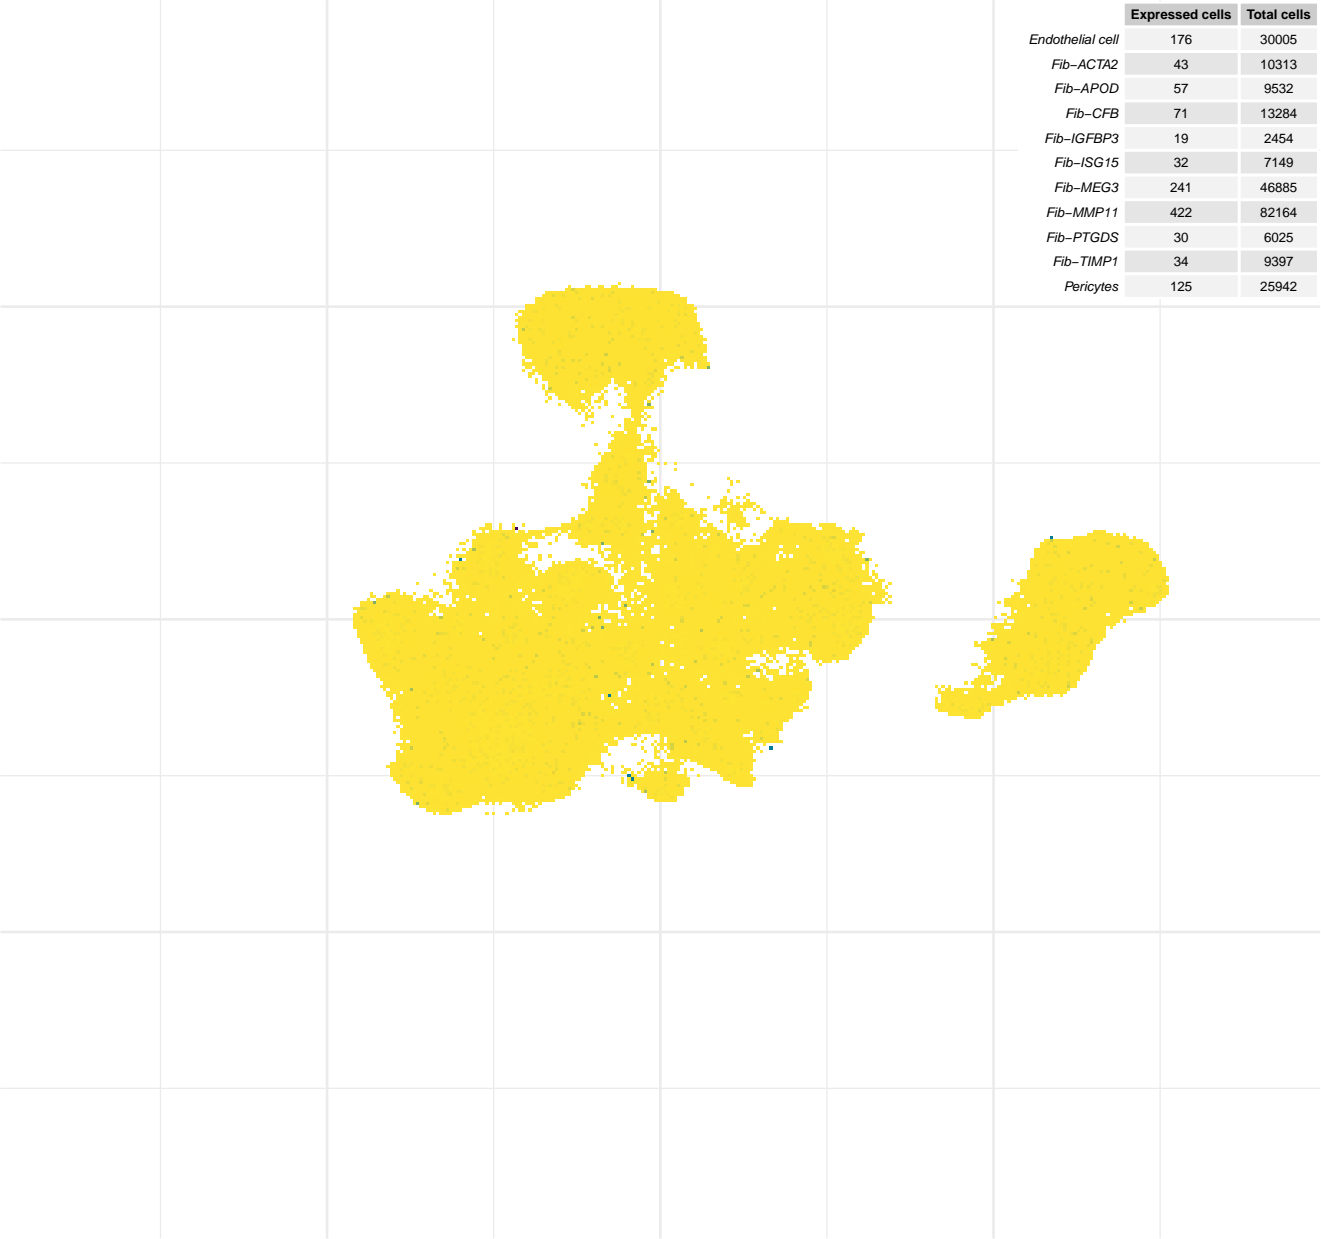 Expressed cells Total cells
Endothelial cell 176 30005
Fib−ACTA2 43 10313
Fib−APOD 57 9532
Fib−CFB 71 13284
Fib−IGFBP3 19 2454
Fib−ISG15 32 7149
Fib−MEG3 241 46885
Fib−MMP11 422 82164
Fib−PTGDS 30 6025
Fib−TIMP1 34 9397
Pericytes 125 25942